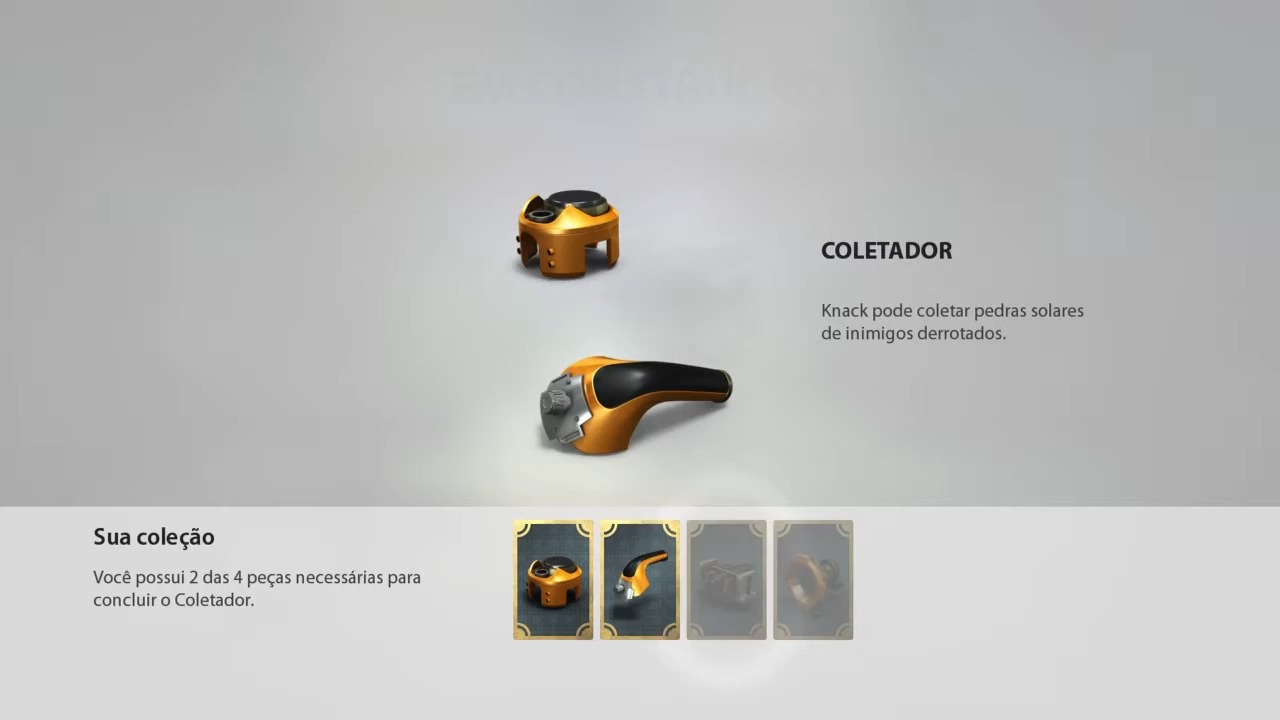 COLETADOR
Knack pode coletar pedras solares
de inimigos derrotados.
Sua coleção
Você possui 2 das 4 peças necessárias para
concluir o Coletador.